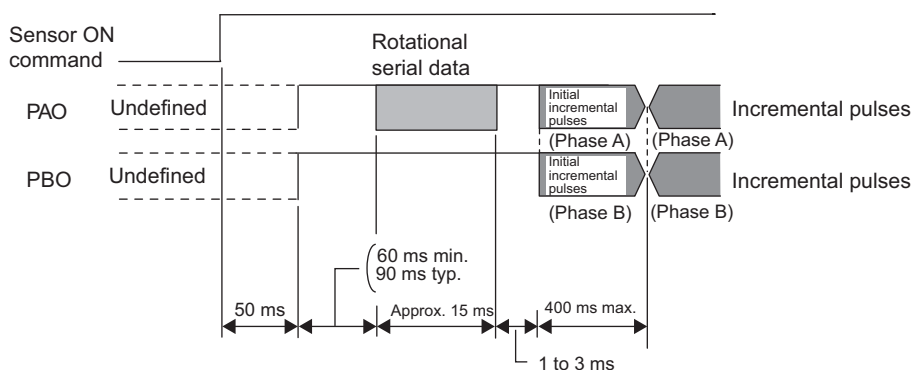 Sensor ON
command
Rotational
serial data
PAO
Undefined
Initial
incremental
pulses
Incremental pulses
(Phase A)
(Phase A)
PBO
Undefined
Initial
incremental
pulses
Incremental pulses
(Phase B)
(Phase B)
60 ms min.
90 ms typ.
50 ms
Approx. 15 ms
400 ms max.
1 to 3 ms